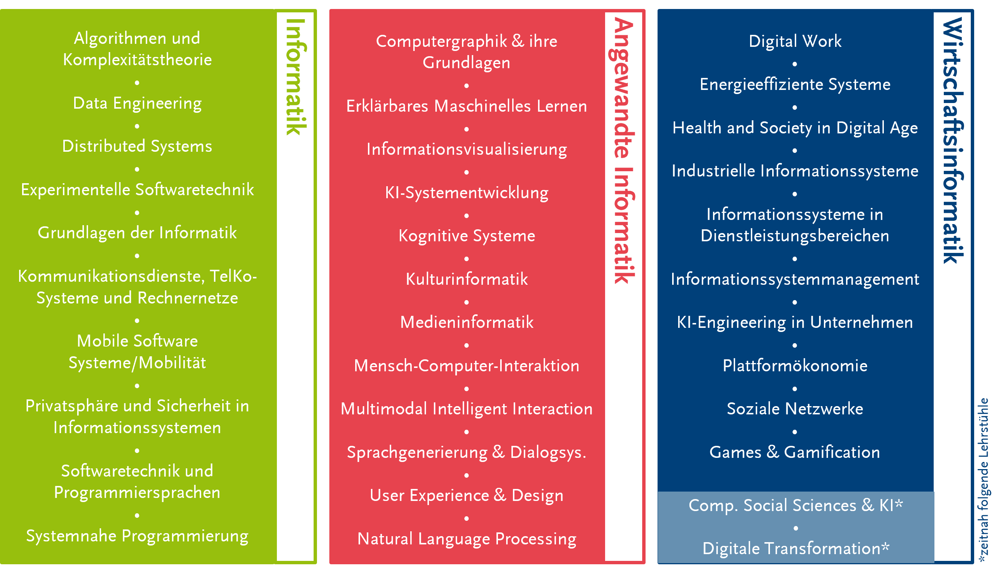 Informatik
Algorithmen und
Komplexitätstheorie
•
Data Engineering
•
Distributed Systems
•
Experimentelle Softwaretechnik
•
Grundlagen der Informatik
•
Kommunikationsdienste, TelKo-
Systeme und Rechnernetze
•
Mobile Software
Systeme/Mobilität
•
Privatsphäre und Sicherheit in
Informationssystemen
•
Softwaretechnik und
Programmiersprachen
•
Systemnahe Programmierung
Angewandte Informatik
Computergraphik & ihre
Grundlagen
•
Erklärbares Maschinelles Lernen
•
Informationsvisualisierung
•
KI-Systementwicklung
•
Kognitive Systeme
•
Kulturinformatik
•
Medieninformatik
•
Mensch-Computer-Interaktion
•
Multimodal Intelligent Interaction
•
Sprachgenerierung & Dialogsys.
•
User Experience & Design
•
Natural Language Processing
Wirtschaftsinformatik
Digital Work
•
Energieeffiziente Systeme
•
Health and Society in Digital Age
•
Industrielle Informationssysteme
•
Informationssysteme in
Dienstleistungsbereichen
•
Informationssystemmanagement
•
KI-Engineering in Unternehmen
•
Plattformökonomie
•
Soziale Netzwerke
•
Games & Gamification
Comp. Social Sciences & KI*
•
Digitale Transformation*
*zeitnah folgende Lehrstühle